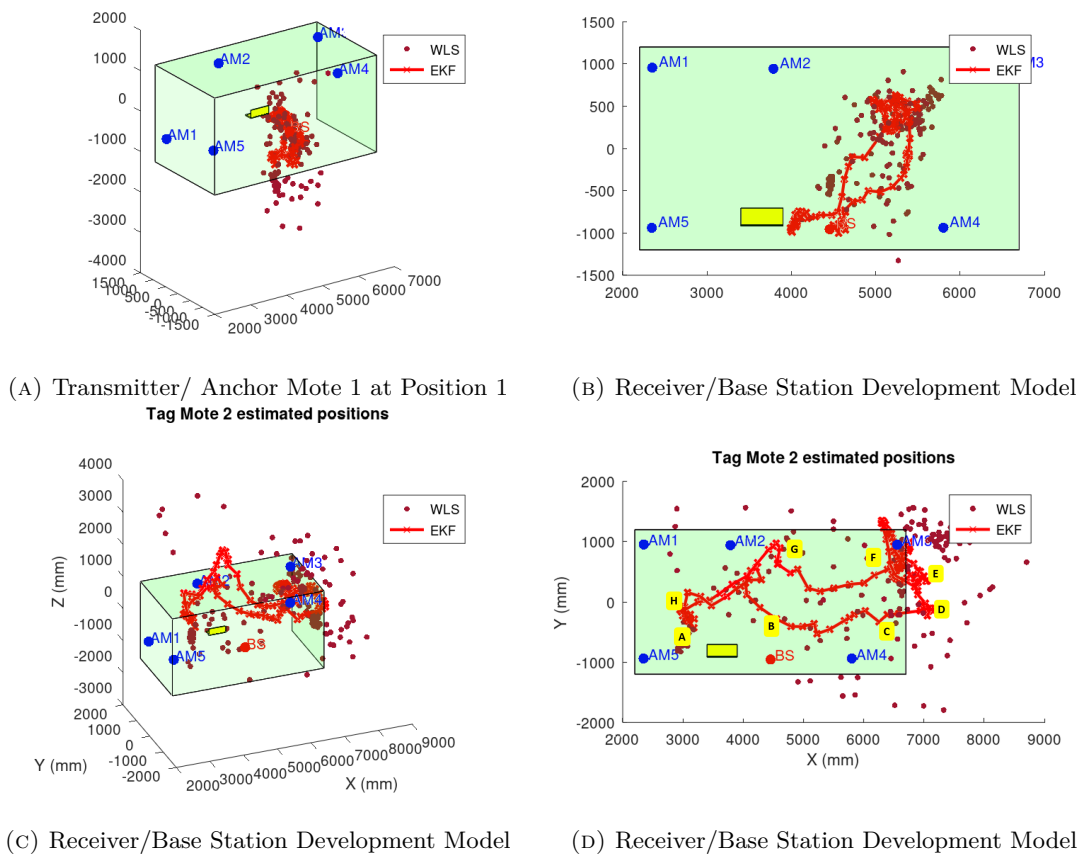 2000
1000
0
-1000
-2000
-3000
-4000
1500
1000
500
0
-500
-1000
-1500
2000
3000
4000
5000
6000
7000
AM2
AM4
AM1
AM5
WLS
EKF
1500
1000
500
0
-500
-1000
-1500
2000
3000
4000
5000
6000
7000
AM1
AM2
AM5
AM4
WLS
EKF
(A) Transmitter/ Anchor Mote 1 at Position 1
(B) Receiver/Base Station Development Model
Tag Mote 2 estimated positions
4000
3000
2000
1000
0
-1000
-2000
-3000
Z (mm)
2000
1000
0
-1000
-2000
Y (mm)
2000
3000
4000
5000
6000
7000
8000
9000
X (mm)
AM3
AM2
AM4
AM1
AM5
BS
WLS
EKF
Tag Mote 2 estimated positions
2000
1000
0
-1000
-2000
Y (mm)
2000 3000 4000 5000 6000 7000 8000 9000
X (mm)
AM1
AM2
G
F
E
H
D
B
C
A
AM5
BS
AM4
WLS
EKF
(C) Receiver/Base Station Development Model
(D) Receiver/Base Station Development Model